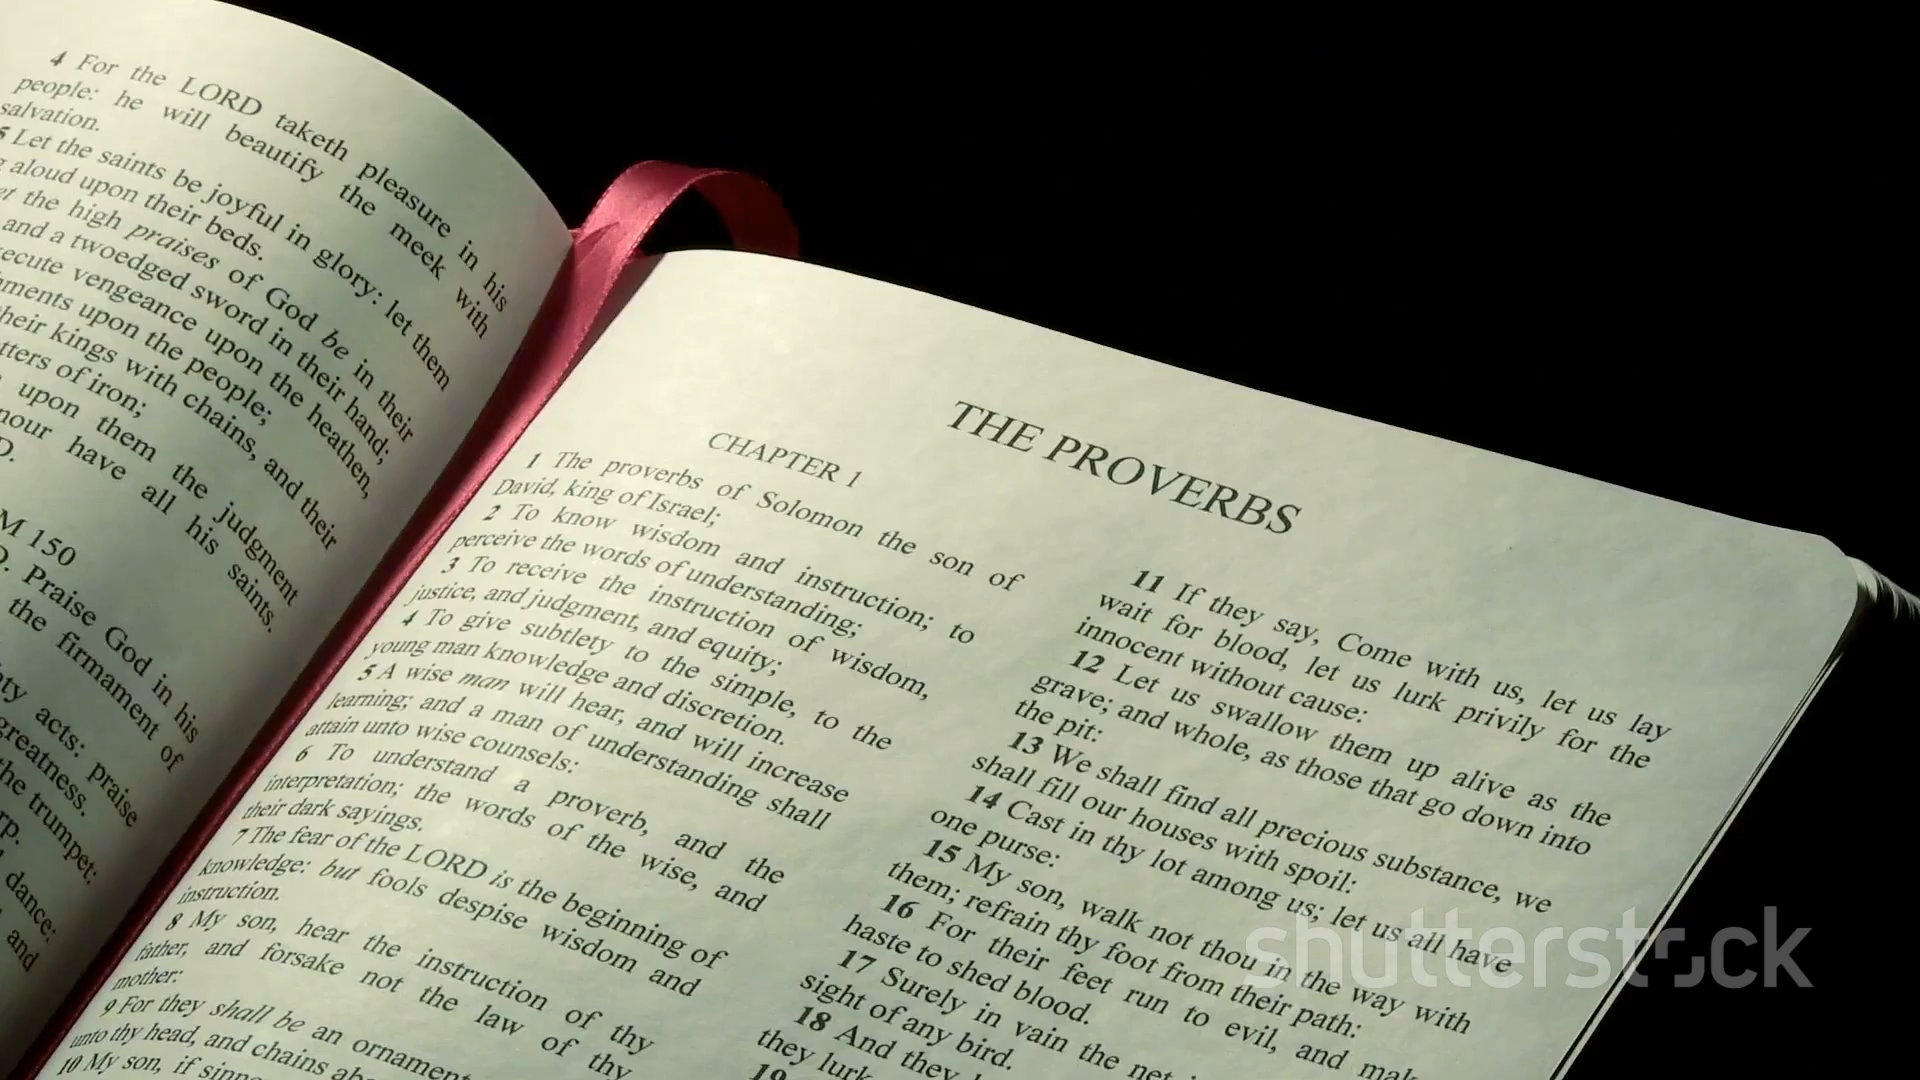 4 For the LORD taketh pleasure in his
people: he will beautify the meek with
salvation.
5 Let the saints be joyful in glory: let them
aloud upon their beds.
the high praises of God be in their
and a twoedged sword in their hand;
vengeance upon the heathen,
upon the people;
their kings with chains, and their
of iron;
upon them the judgment
have all his saints.
150
Praise God in his
the firmament of
acts: praise
greatness.
the trumpet:
dance:
and
THE PROVERBS
CHAPTER 1
1 The proverbs of Solomon the son of
David, king of Israel;
2 To know wisdom and instruction; to
perceive the words of understanding;
3 To receive the instruction of wisdom,
justice, and judgment, and equity;
4 To give subtlety to the simple, to the
young man knowledge and discretion.
5 A wise man will hear, and will increase
learning; and a man of understanding shall
attain unto wise counsels:
6 To understand a proverb, and the
interpretation; the words of the wise, and
their dark sayings.
7 The fear of the LORD is the beginning of
knowledge: but fools despise wisdom and
instruction.
8 My son, hear the instruction of thy
father, and forsake not the law of thy
mother:
9 For they shall be an ornament
unto thy head, and chains
10 My son, if
11 If they say, Come with us, let us lay
wait for blood, let us lurk privily for the
innocent without cause:
12 Let us swallow them up alive as the
grave; and whole, as those that go down into
the pit:
13 We shall find all precious substance, we
shall fill our houses with spoil:
14 Cast in thy lot among us; let us all have
one purse:
15 My son, walk not thou in the way with
them; refrain thy foot from their path:
16 For their feet run to evil, and make
haste to shed blood.
17 Surely in vain the net
sight of any bird.
18 And they
they lurk
19
shutterstock